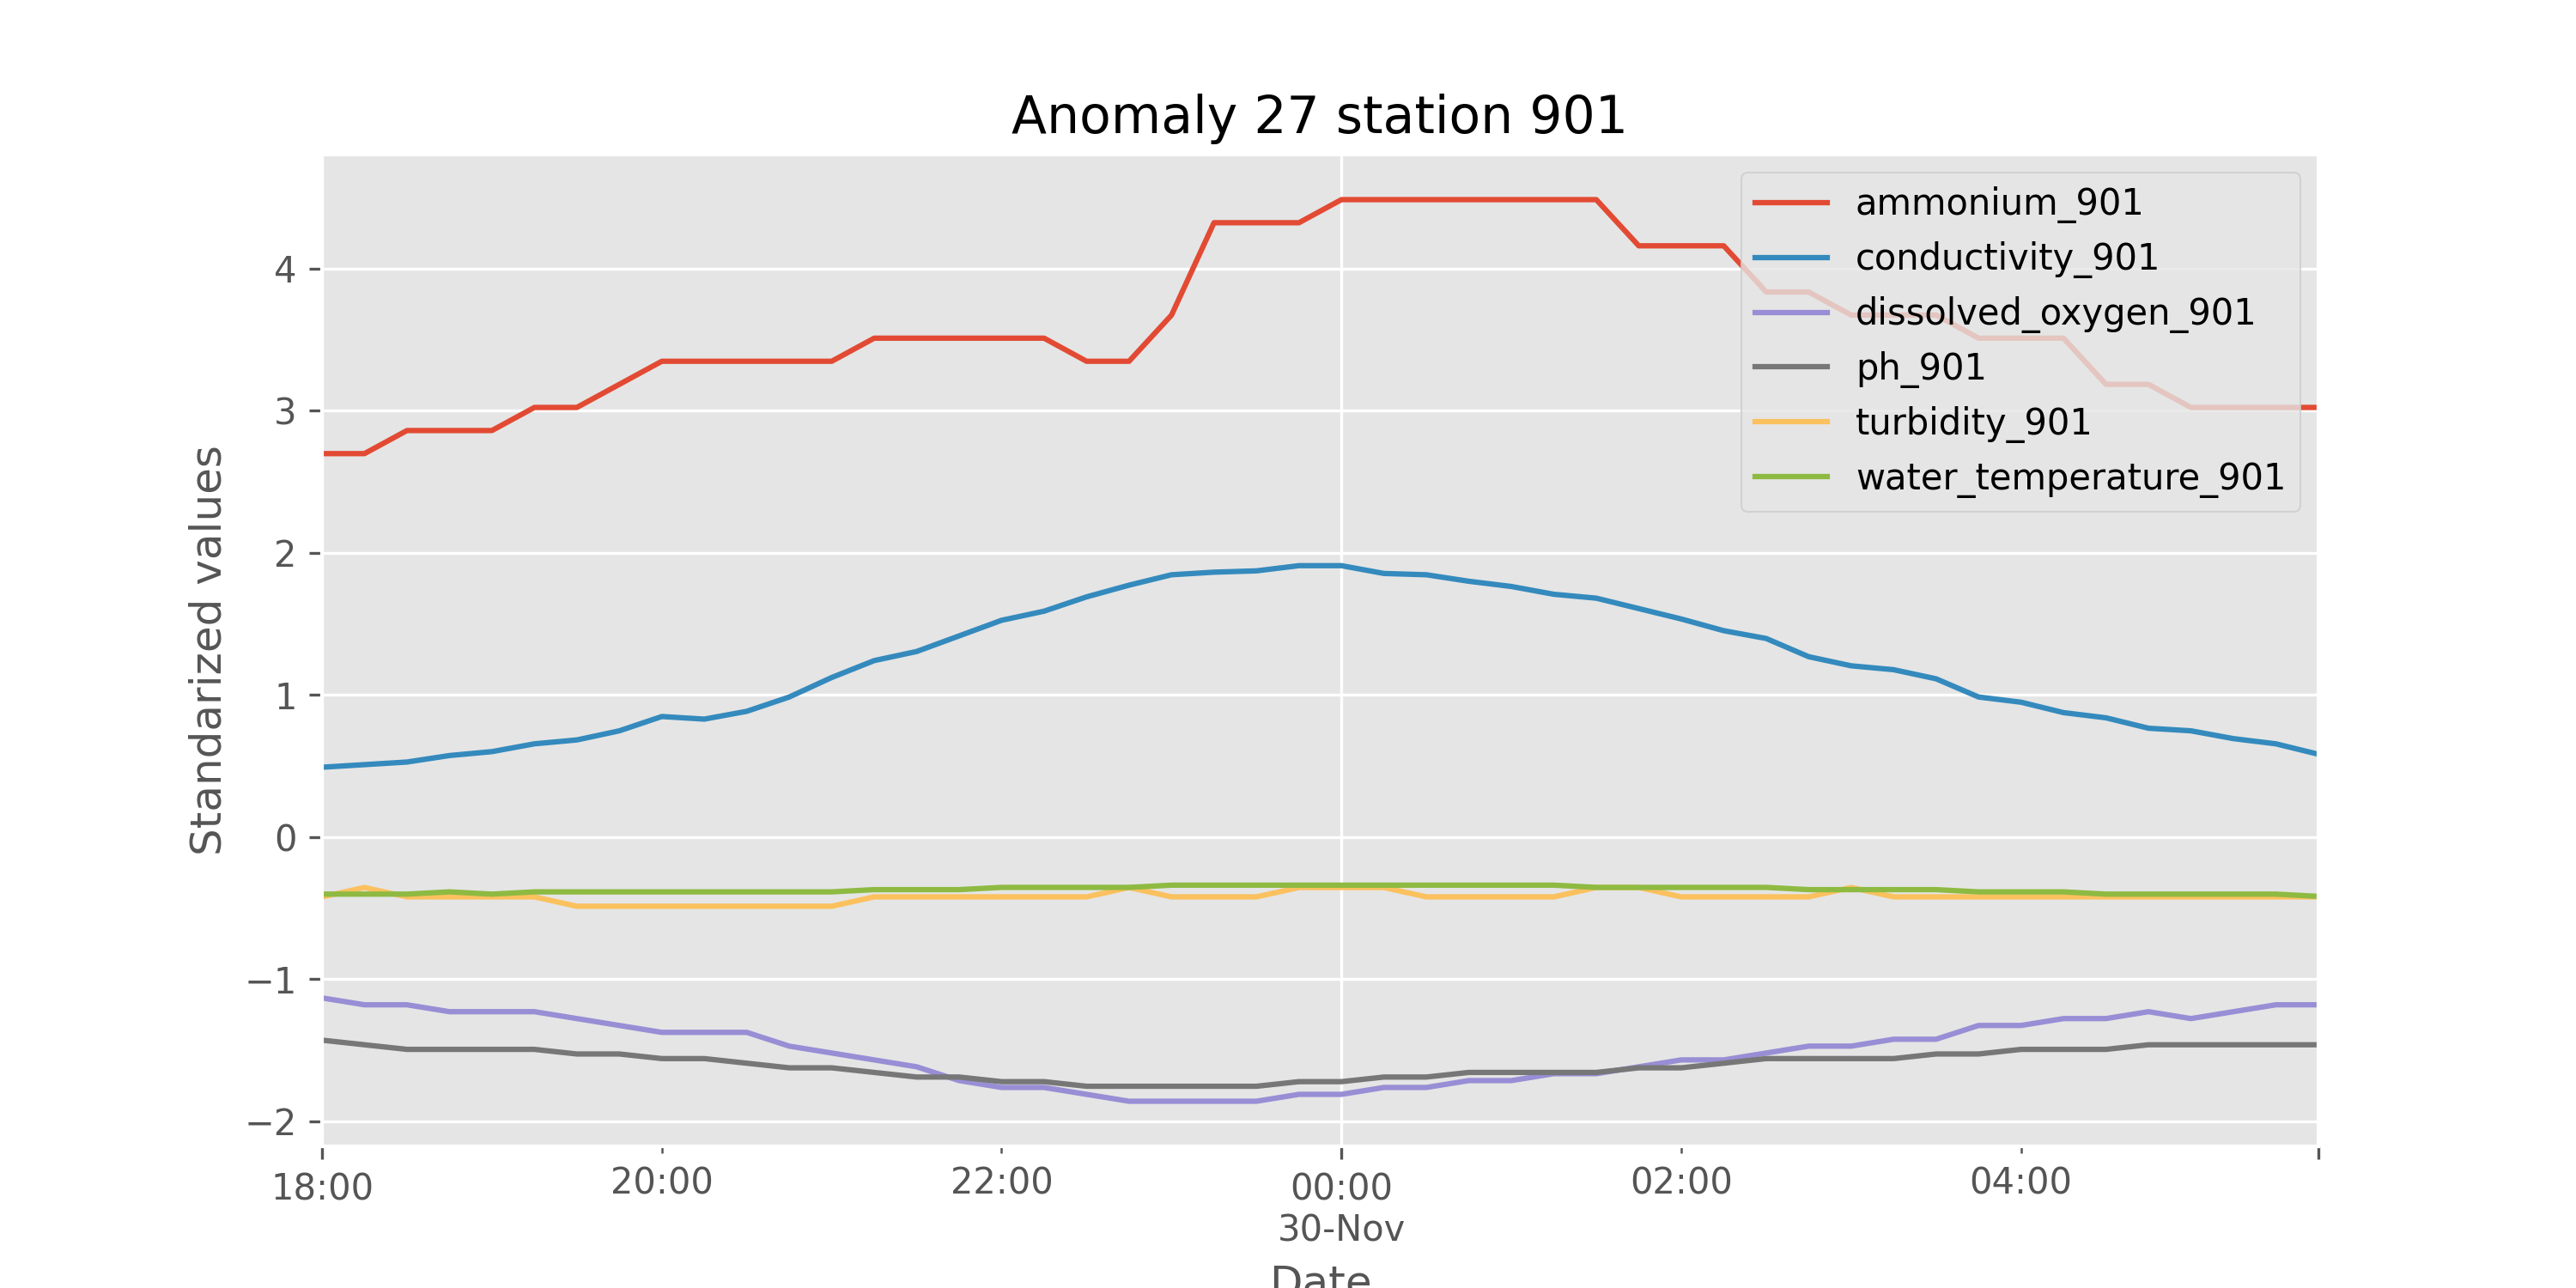 Anomaly 27 station 901
ammonium_901
conductivity_901
dissolved_oxygen_901
ph_901
turbidity_901
water_temperature_901
Standarized values
4
3
2
1
0
−1
−2
18:00 20:00 22:00 00:00 02:00 04:00
30-Nov
Date